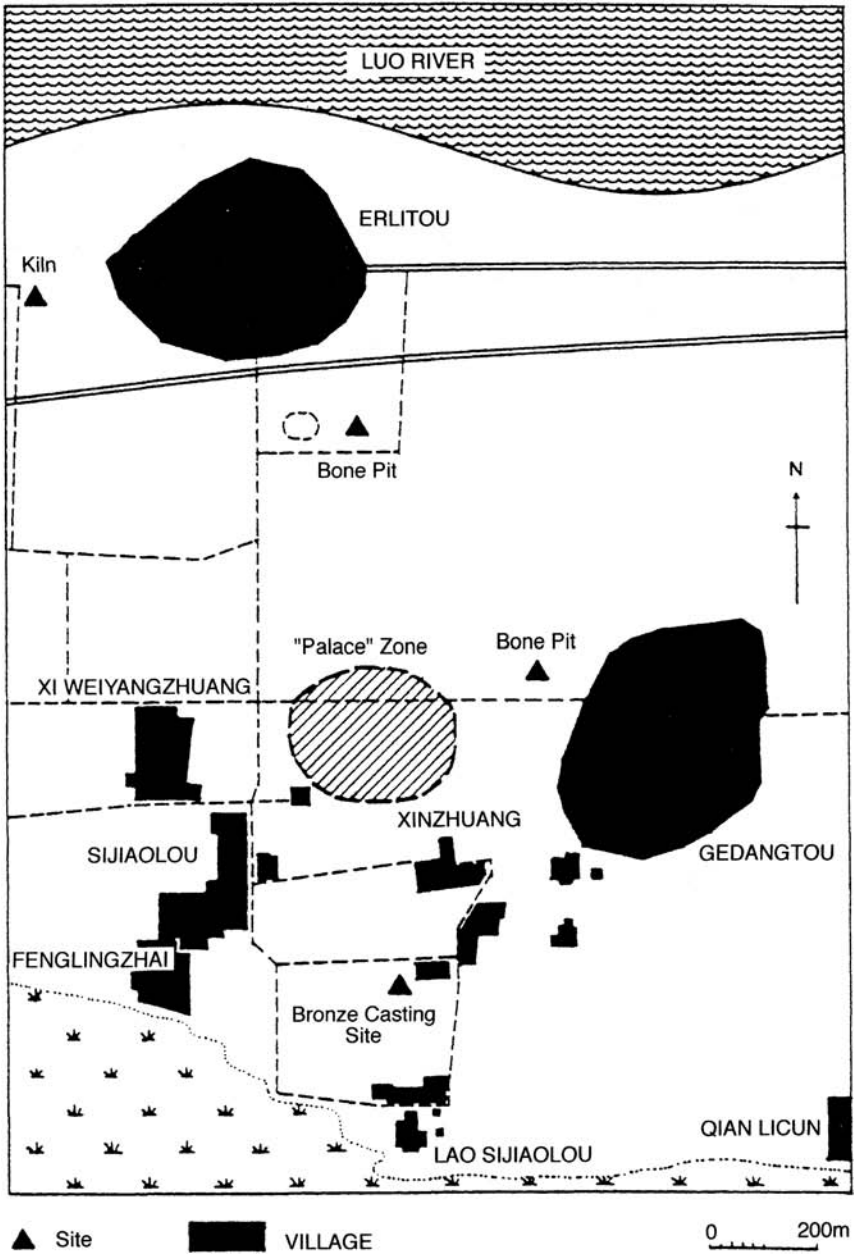 LUO RIVER
ERLITOU
Kiln
Bone Pit
N
"Palace" Zone
Bone Pit
XI WEIYANGZHUANG
XINZHUANG
SIJIAOLOU
GEDANGTOU
FENGLINGZHAI
Bronze Casting
Site
QIAN LICUN
LAO SIJIAOLOU
Site
VILLAGE
0 200m